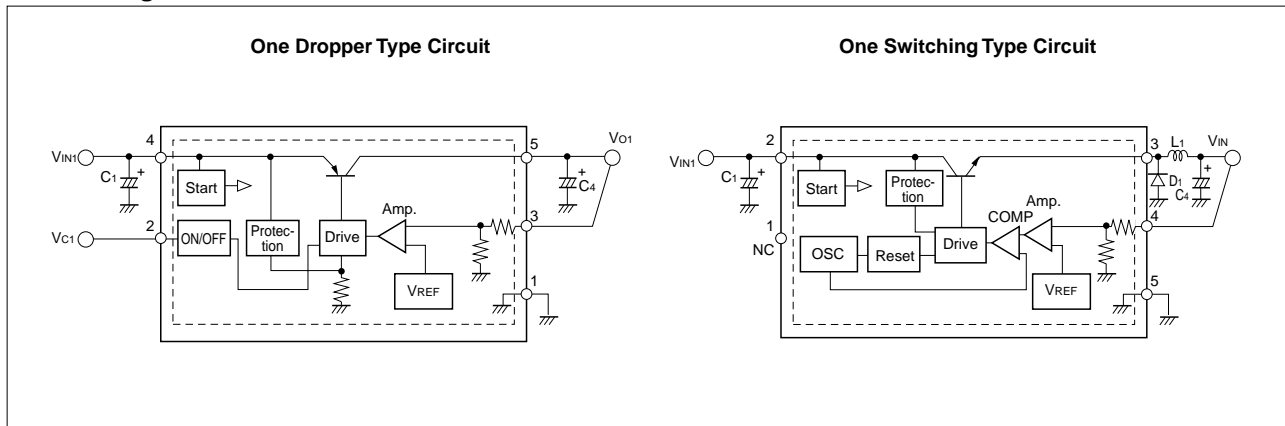 One Dropper Type Circuit
4
5
VIN1
VO1
C1
+
Start
+
C4
Amp.
2
3
VC1
ON/OFF
Protec-
tion
Drive
VREF
1
One Switching Type Circuit
2
3
L1
VIN
VIN1
C1
+
Start
Protec-
tion
D1
C4
+
Amp.
COMP
4
1
NC
OSC
Reset
Drive
VREF
5